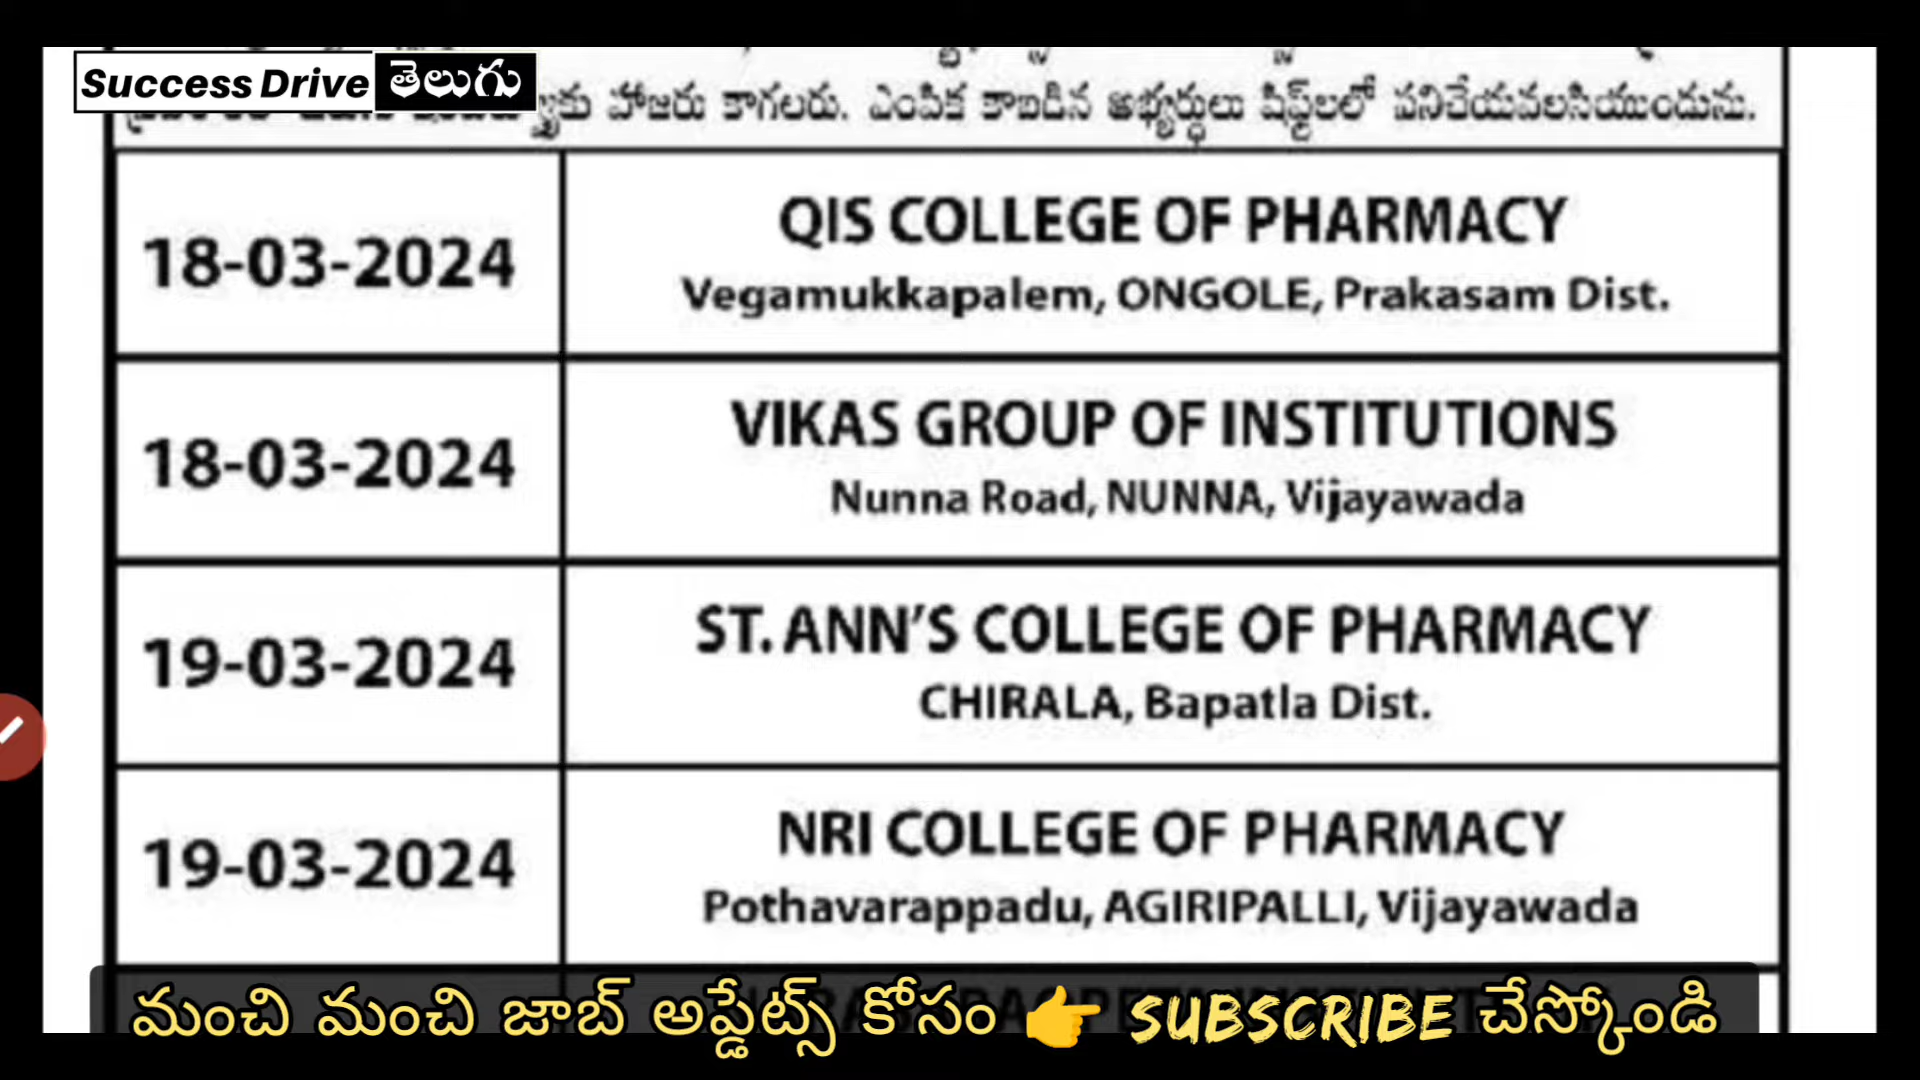 Success Drive తెలుగు
హాజరు కాగలరు. ఎంపిక కాబడిన అభ్యర్థులు షిఫ్ట్‌లలో పనిచేయవలసియుండును.
18-03-2024
QIS COLLEGE OF PHARMACY
Vegamukkapalem, ONGOLE, Prakasam Dist.
18-03-2024
VIKAS GROUP OF INSTITUTIONS
Nunna Road, NUNNA, Vijayawada
19-03-2024
ST. ANN'S COLLEGE OF PHARMACY
CHIRALA, Bapatla Dist.
19-03-2024
NRI COLLEGE OF PHARMACY
Pothavarappadu, AGIRIPALLI, Vijayawada
మంచి మంచి జాబ్ అప్డేట్స్ కోసం 👉 SUBSCRIBE చేస్కోండి